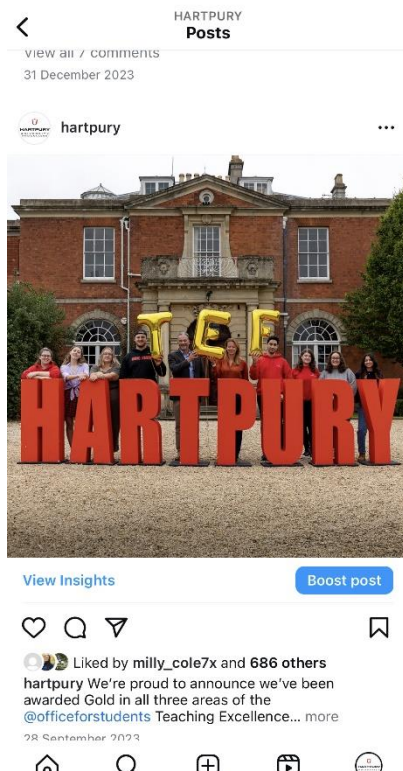 HARTPURY
Posts
View all 7 comments
31 December 2023
hartpury
TEF
HARTPURY
View Insights
Boost post
Liked by milly_cole7x and 686 others
hartpury We're proud to announce we've been
awarded Gold in all three areas of the
@officeforstudents Teaching Excellence... more
28 September 2023